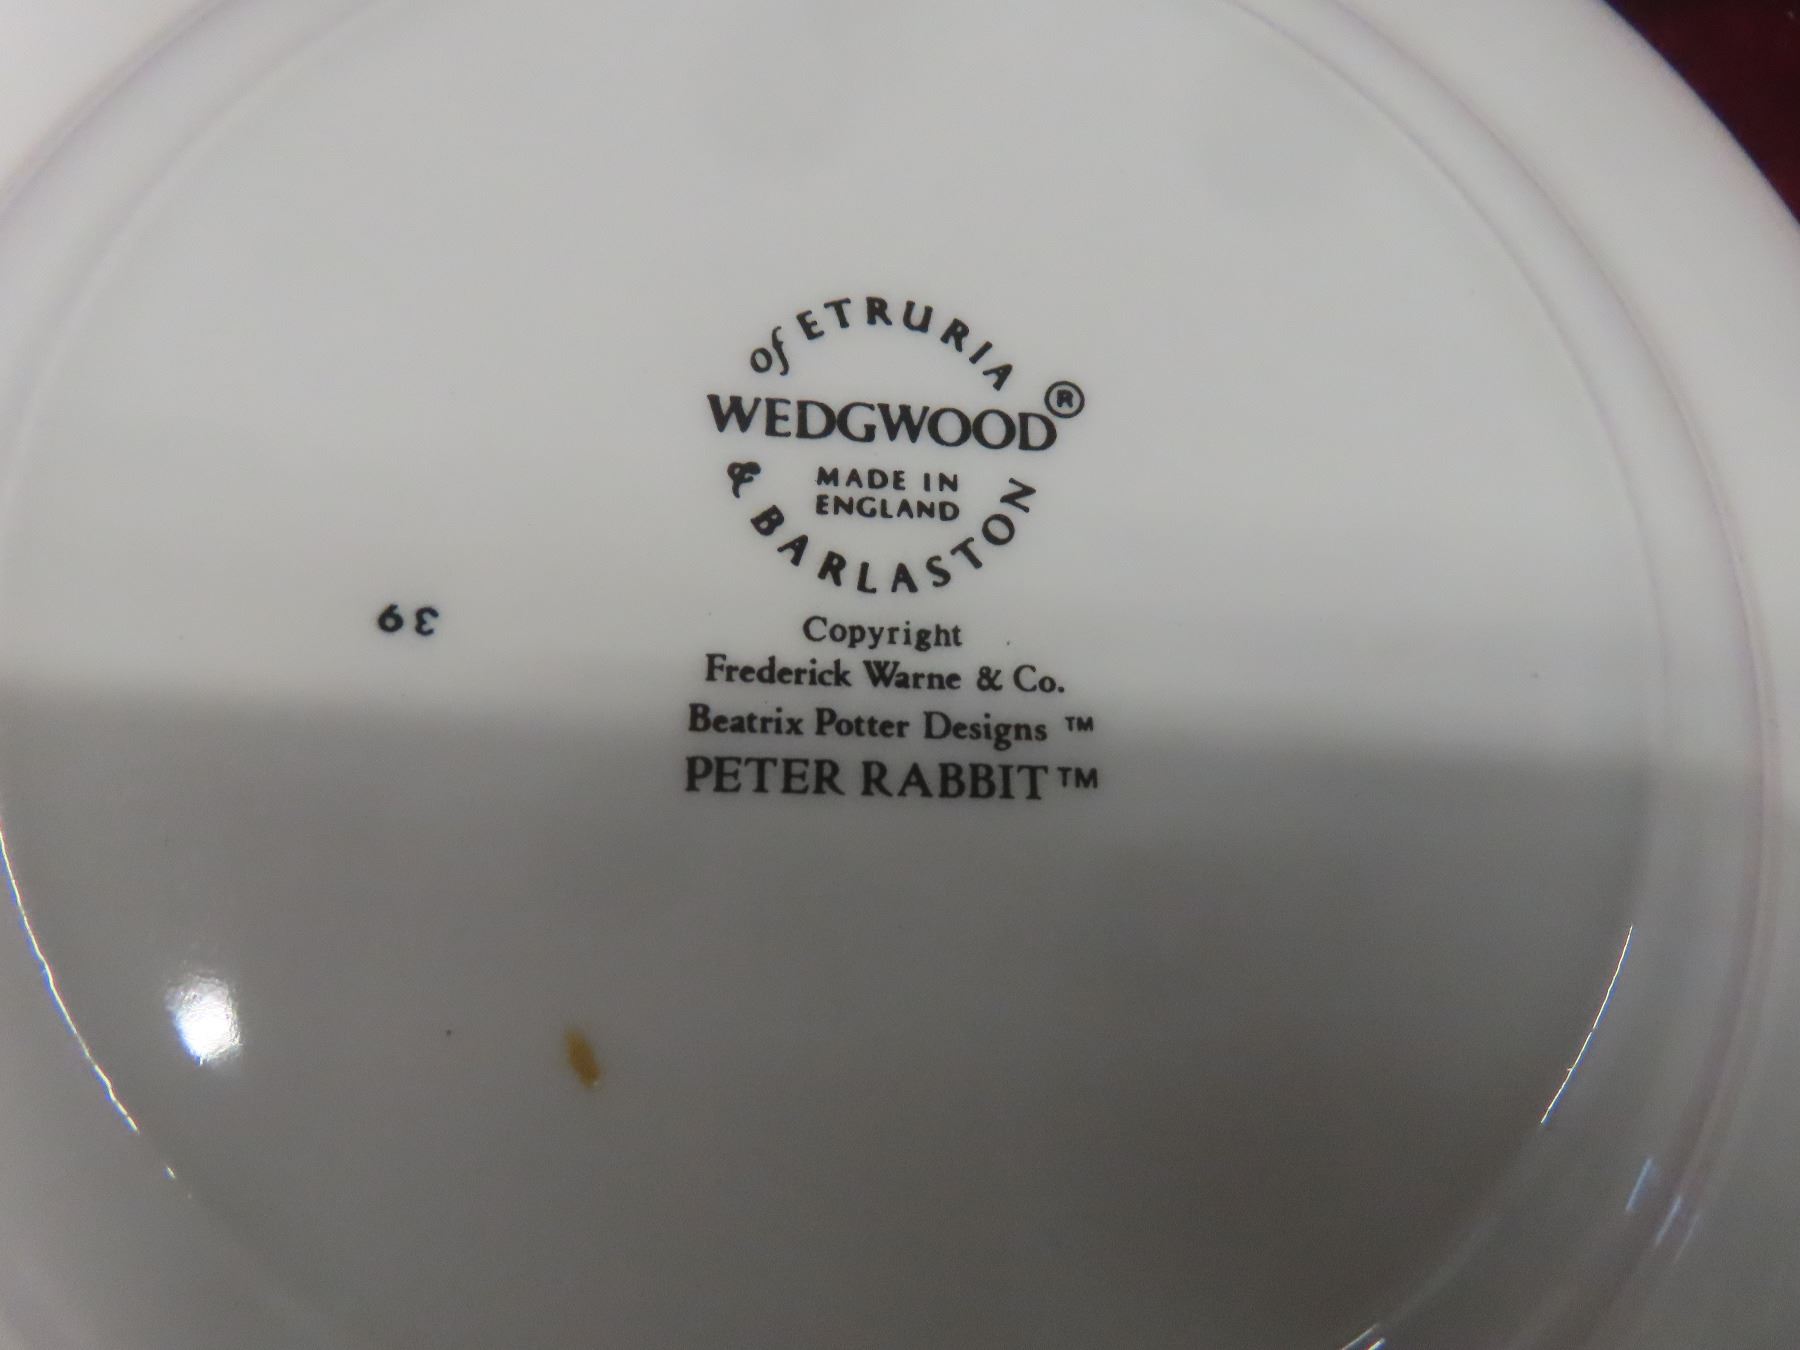 of ETRURIA
WEDGWOOD®
MADE IN
ENGLAND
& BARLASTON
39
Copyright
Frederick Warne & Co.
Beatrix Potter Designs ™
PETER RABBIT™